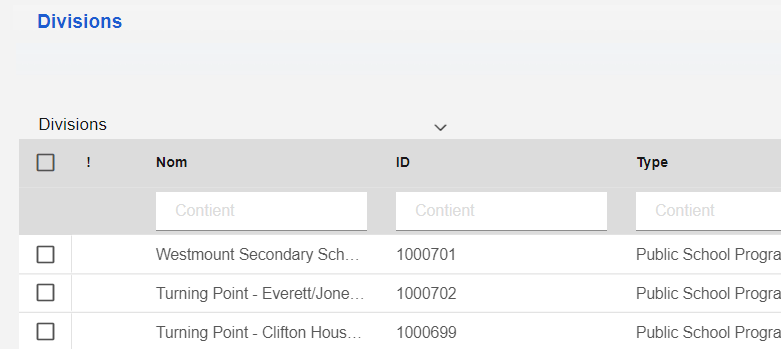 Divisions
Divisions
! Nom ID Type
Contient Contient Contient
Westmount Secondary Sch… 1000701 Public School Progra
Turning Point - Everett/Jone… 1000702 Public School Progra
Turning Point - Clifton Hous… 1000699 Public School Progra